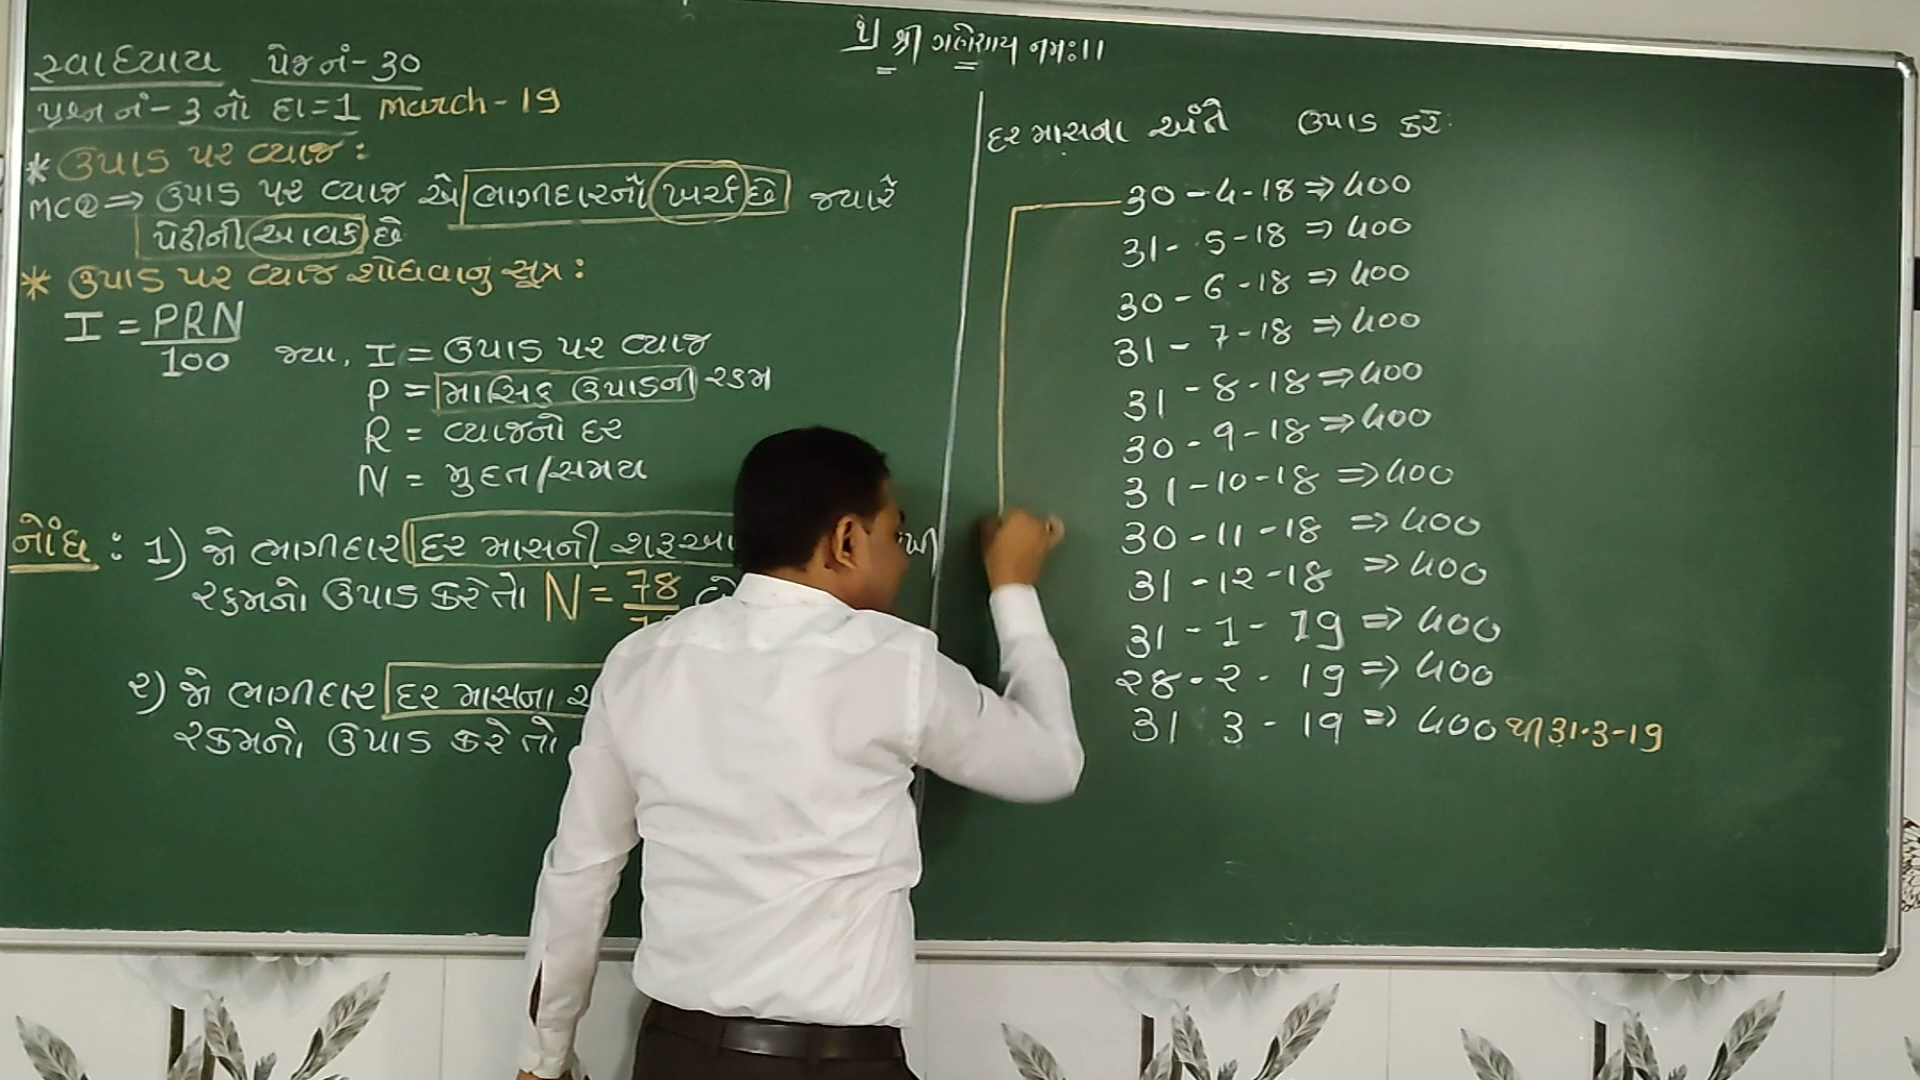 શ્રી ગણેશાય નમઃ।।
સ્વાધ્યાય પેજ નં-૩૦
પ્રશ્ન નં-૩ નો દા=1 March-19
* ઉપાડ પર વ્યાજ :
MCQ ⇒ ઉપાડ પર વ્યાજ એ ભાગીદારનો ખર્ચ છે જ્યારે
પેઢીની આવક છે
* ઉપાડ પર વ્યાજ શોધવાનુ સૂત્ર :
I = PRN
100
જ્યા, I = ઉપાડ પર વ્યાજ
P = માસિક ઉપાડની રકમ
R = વ્યાજનો દર
N = મુદત/સમય
નોંધ : 1) જો ભાગીદાર દર માસની શરૂઆ
રકમનો ઉપાડ કરે તો N = 78
૨) જો ભાગીદાર દર માસના
રકમનો ઉપાડ કરે તો
દર માસના અંતે ઉપાડ કરે
30 - 4 - 18 ⇒ 400
31 - 5 - 18 ⇒ 400
30 - 6 - 18 ⇒ 400
31 - 7 - 18 ⇒ 400
31 - 8 - 18 ⇒ 400
30 - 9 - 18 ⇒ 400
31 - 10 - 18 ⇒ 400
30 - 11 - 18 ⇒ 400
31 - 12 - 18 ⇒ 400
31 - 1 - 19 ⇒ 400
28 - 2 - 19 ⇒ 400
31 3 - 19 ⇒ 400 થી 31-3-19